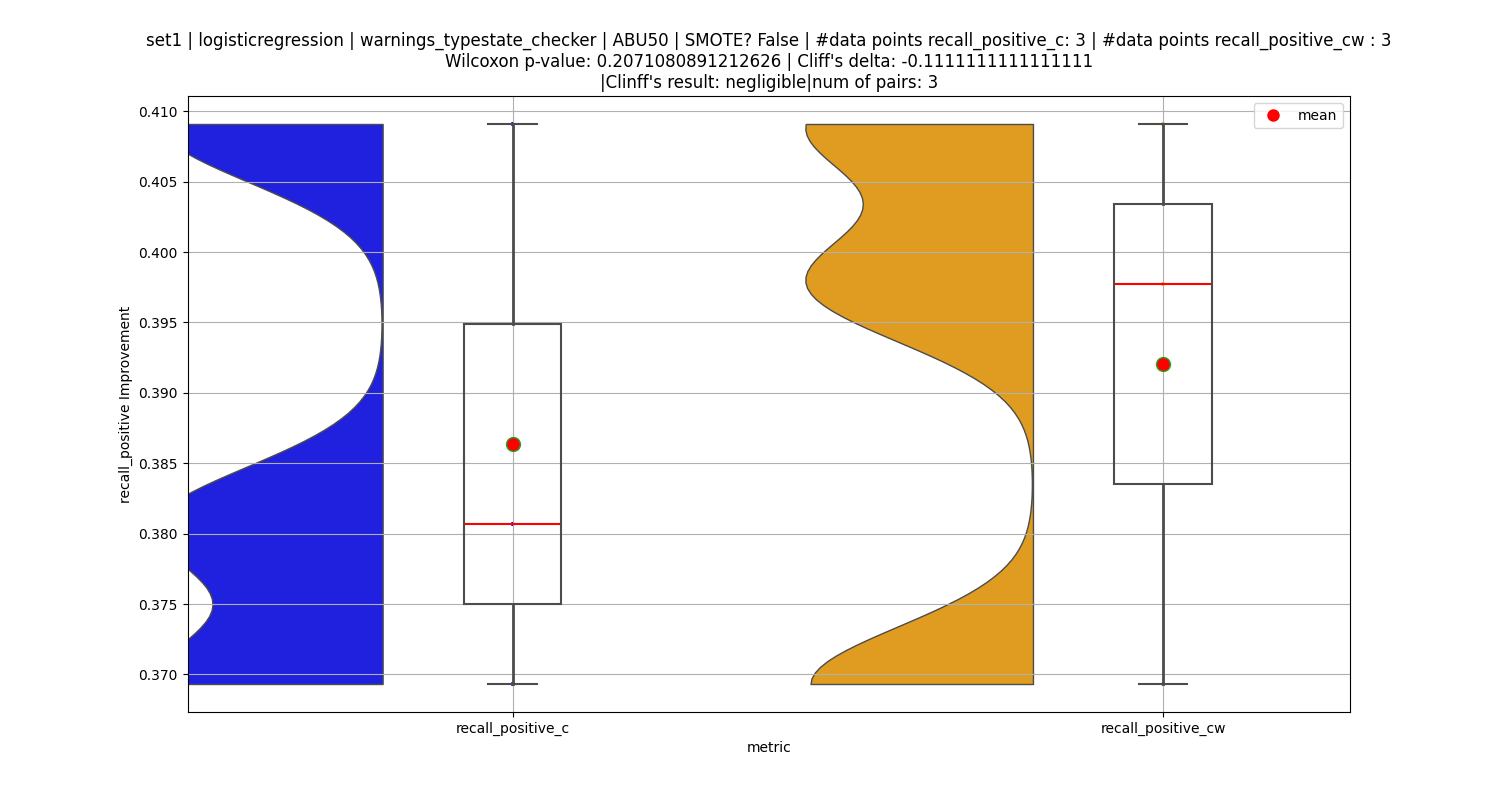 set1 | logisticregression | warnings_typestate_checker | ABU50 | SMOTE? False | #data points recall_positive_c: 3 | #data points recall_positive_cw : 3
Wilcoxon p-value: 0.2071080891212626 | Cliff's delta: -0.1111111111111111
|Clinff's result: negligible|num of pairs: 3
mean
0.410
0.405
0.400
0.395
0.390
0.385
0.380
0.375
0.370
recall_positive Improvement
recall_positive_c
recall_positive_cw
metric